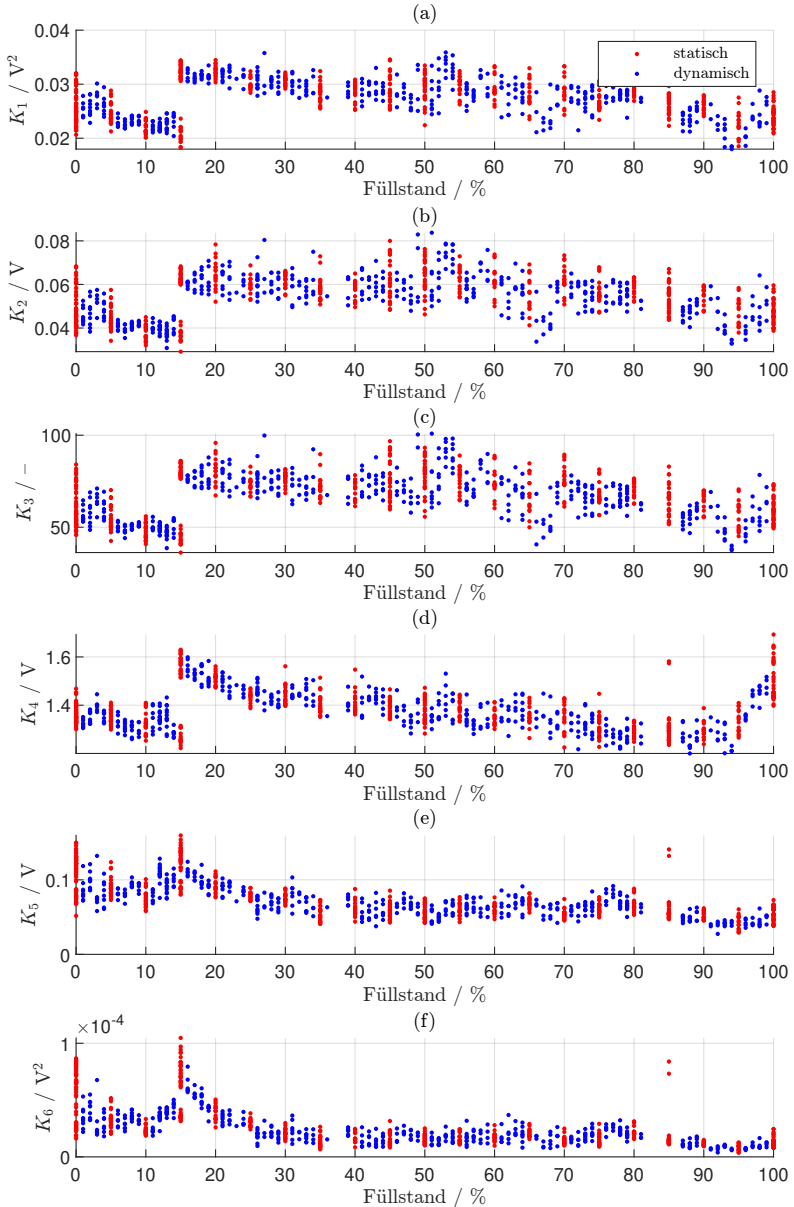 (a)
0.04
0.03
0.02
K1 / V²
statisch
dynamisch
0 10 20 30 40 50 60 70 80 90 100
Füllstand / %
(b)
0.08
0.06
0.04
K2 / V
0 10 20 30 40 50 60 70 80 90 100
Füllstand / %
(c)
100
50
K3 / −
0 10 20 30 40 50 60 70 80 90 100
Füllstand / %
(d)
1.6
1.4
K4 / V
0 10 20 30 40 50 60 70 80 90 100
Füllstand / %
(e)
0.1
0
K5 / V
0 10 20 30 40 50 60 70 80 90 100
Füllstand / %
(f)
×10⁻⁴
1
0
K6 / V²
0 10 20 30 40 50 60 70 80 90 100
Füllstand / %